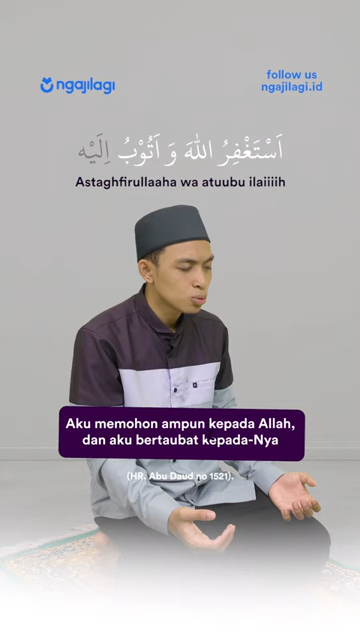 ngajilagi
follow us
ngajilagi.id
اَسْتَغْفِرُ اللهَ وَ اَتُوْبُ اِلَيْهِ
Astaghfirullaaha wa atuubu ilaiiiih
Aku memohon ampun kepada Allah,
dan aku bertaubat kepada-Nya
(HR. Abu Daud no 1521).